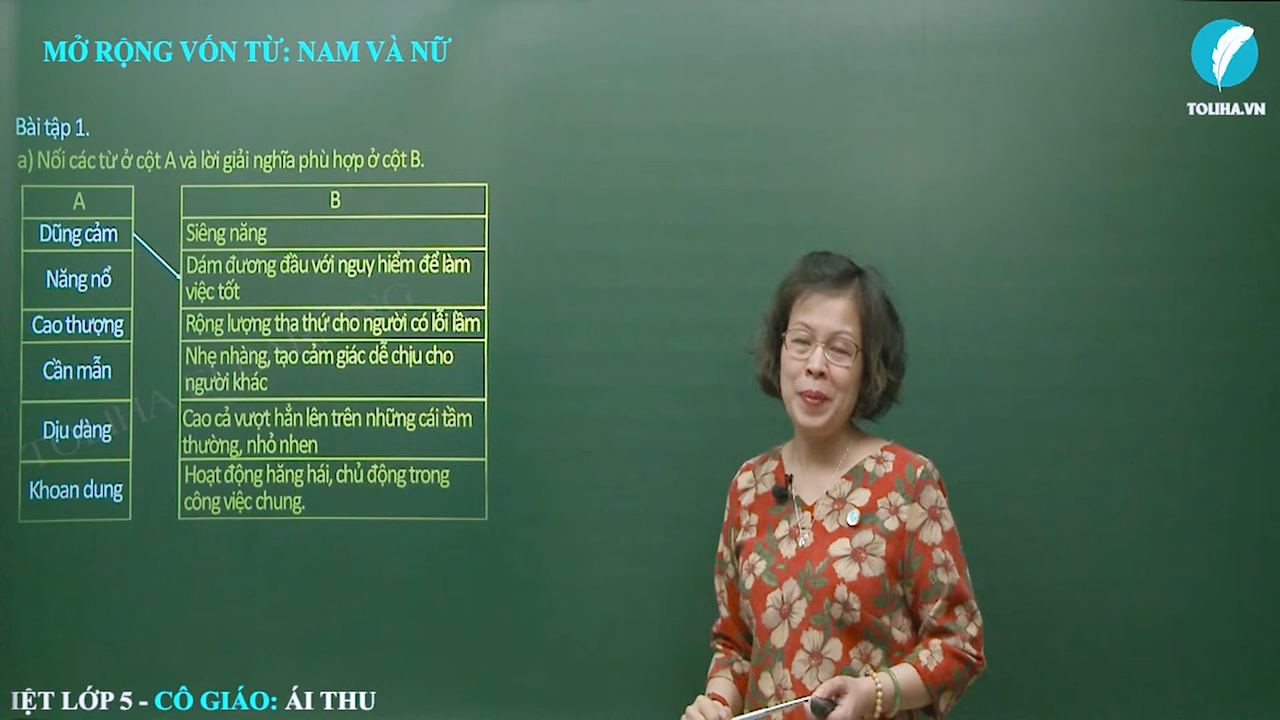 MỞ RỘNG VỐN TỪ: NAM VÀ NỮ
TOLIHA.VN
Bài tập 1.
a) Nối các từ ở cột A và lời giải nghĩa phù hợp ở cột B.
A
B
Dũng cảm
Siêng năng
Năng nổ
Dám đương đầu với nguy hiểm để làm
việc tốt
Cao thượng
Rộng lượng tha thứ cho người có lỗi lầm
Cần mẫn
Nhẹ nhàng, tạo cảm giác dễ chịu cho
người khác
Dịu dàng
Cao cả vượt hẳn lên trên những cái tầm
thường, nhỏ nhen
Khoan dung
Hoạt động hăng hái, chủ động trong
công việc chung.
IỆT LỚP 5 - CÔ GIÁO: ÁI THU